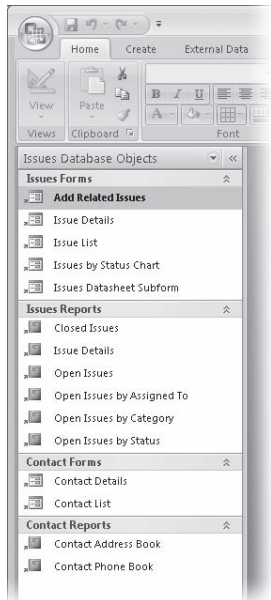 Home Create External Data
View
Paste
B I U
A
Views Clipboard Font
Issues Database Objects
Issues Forms
Add Related Issues
Issue Details
Issue List
Issues by Status Chart
Issues Datasheet Subform
Issues Reports
Closed Issues
Issue Details
Open Issues
Open Issues by Assigned To
Open Issues by Category
Open Issues by Status
Contact Forms
Contact Details
Contact List
Contact Reports
Contact Address Book
Contact Phone Book